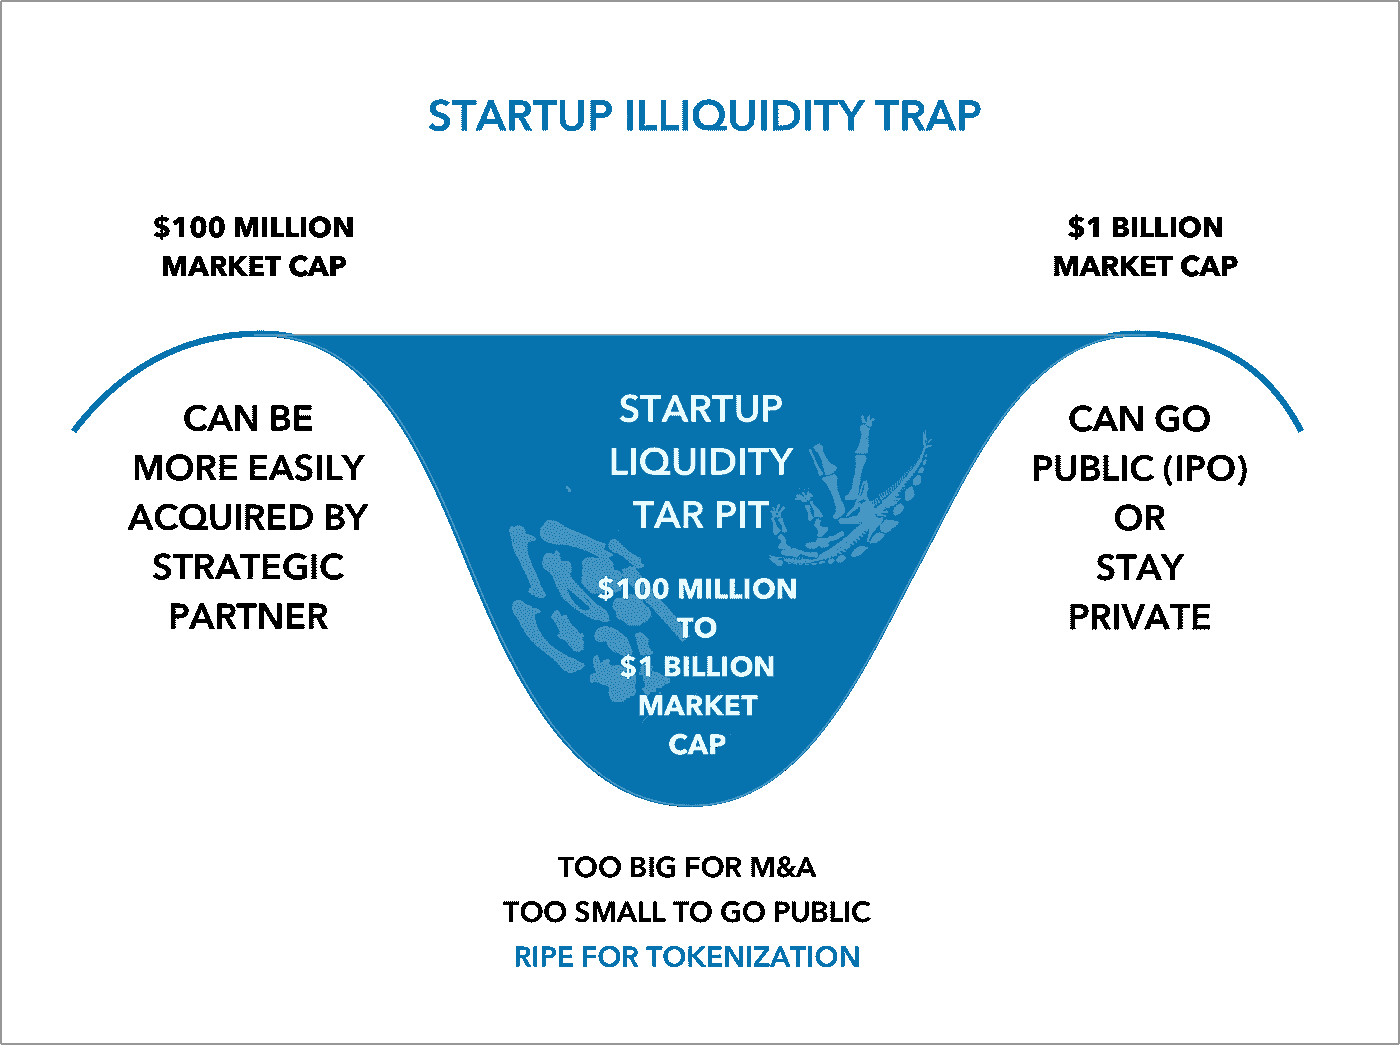 STARTUP ILLIQUIDITY TRAP
$100 MILLION
MARKET CAP
$1 BILLION
MARKET CAP
CAN BE
MORE EASILY
ACQUIRED BY
STRATEGIC
PARTNER
STARTUP
LIQUIDITY
TAR PIT
$100 MILLION
TO
$1 BILLION
MARKET
CAP
CAN GO
PUBLIC (IPO)
OR
STAY
PRIVATE
TOO BIG FOR M&A
TOO SMALL TO GO PUBLIC
RIPE FOR TOKENIZATION